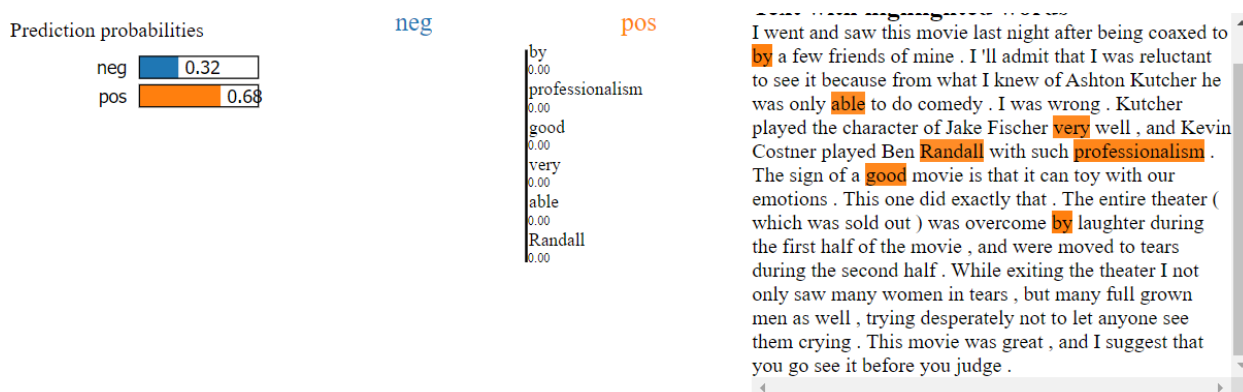 Prediction probabilities
neg
0.32
pos
0.68
neg
pos
by
0.00
professionalism
0.00
good
0.00
very
0.00
able
0.00
Randall
0.00
Text with highlighted words
I went and saw this movie last night after being coaxed to
by a few friends of mine . I 'll admit that I was reluctant
to see it because from what I knew of Ashton Kutcher he
was only able to do comedy . I was wrong . Kutcher
played the character of Jake Fischer very well , and Kevin
Costner played Ben Randall with such professionalism .
The sign of a good movie is that it can toy with our
emotions . This one did exactly that . The entire theater (
which was sold out ) was overcome by laughter during
the first half of the movie , and were moved to tears
during the second half . While exiting the theater I not
only saw many women in tears , but many full grown
men as well , trying desperately not to let anyone see
them crying . This movie was great , and I suggest that
you go see it before you judge .